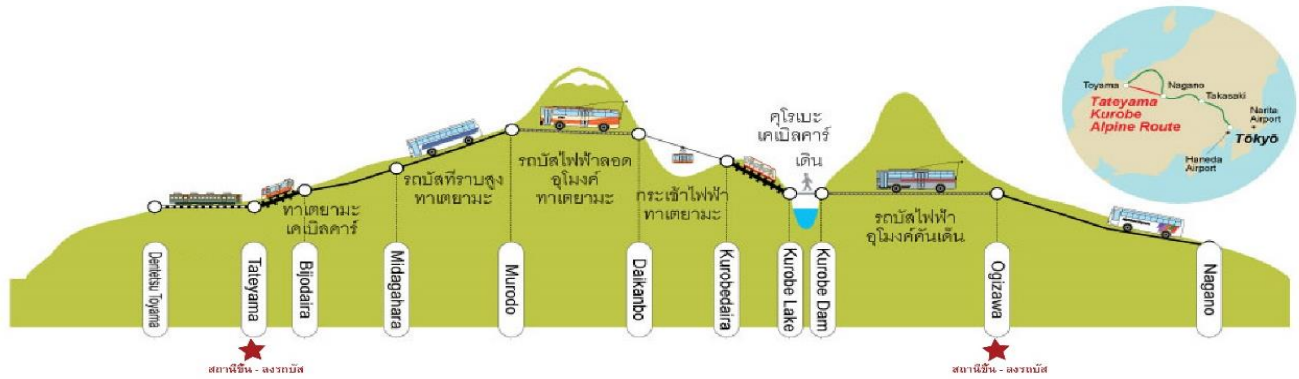 Toyama
Nagano
Takasaki
Tateyama
Kurobe
Alpine Route
Narita
Airport
Tōkyō
Haneda
Airport
คุโรเบะ
เคเบิลคาร์
เดิน
รถบัสที่ราบสูง
ทาเตยามะ
รถบัสไฟฟ้าลอด
อุโมงค์
ทาเตยามะ
กระเช้าไฟฟ้า
ทาเตยามะ
ทาเตยามะ
เคเบิลคาร์
รถบัสไฟฟ้า
อุโมงค์คันเด็น
Dentetsu Toyama
Tateyama
Bijodaira
Midagahara
Murodo
Daikanbo
Kurobedaira
Kurobe Lake
Kurobe Dam
Ogizawa
Nagano
สถานีขึ้น - ลงรถบัส
สถานีขึ้น - ลงรถบัส